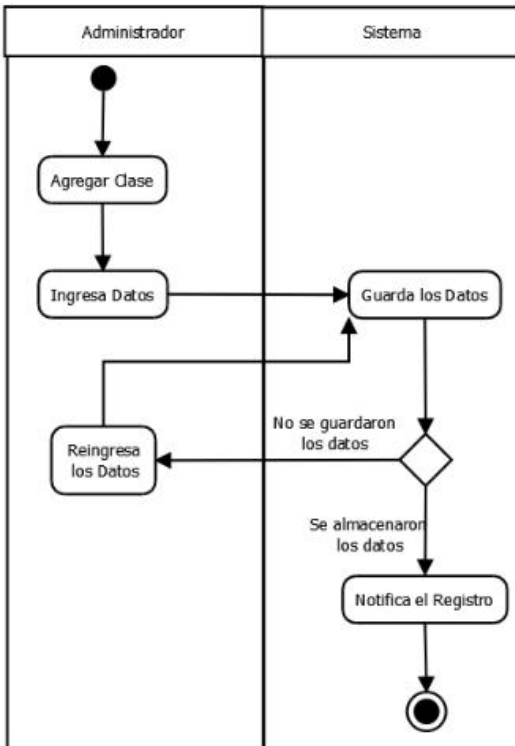 Administrador
Sistema
Agregar Clase
Ingresa Datos
Guarda los Datos
No se guardaron
los datos
Reingresa
los Datos
Se almacenaron
los datos
Notifica el Registro